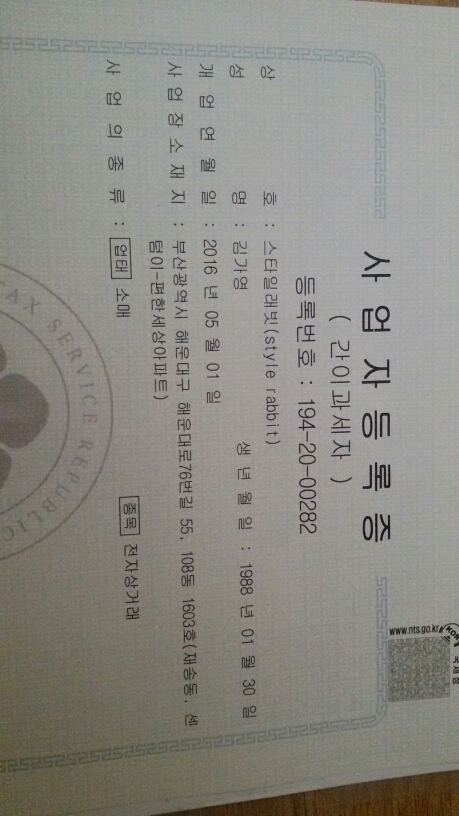 www.nts.go.kr
사업자등록증
( 간이과세자 )
등록번호 : 194-20-00282
상 호 : 스타일래빗(style rabbit)
성 명 : 김가영 생 년 월 일 : 1988 년 01 월 30 일
개 업 연 월 일 : 2016 년 05 월 01 일
사 업 장 소 재 지 : 부산광역시 해운대구 해운대로76번길 55, 108동 1603호(재송동, 센
텀이-편한세상아파트)
사 업 의 종 류 : 업태 소매 종목 전자상거래
TAX SERVICE REPUBLIC